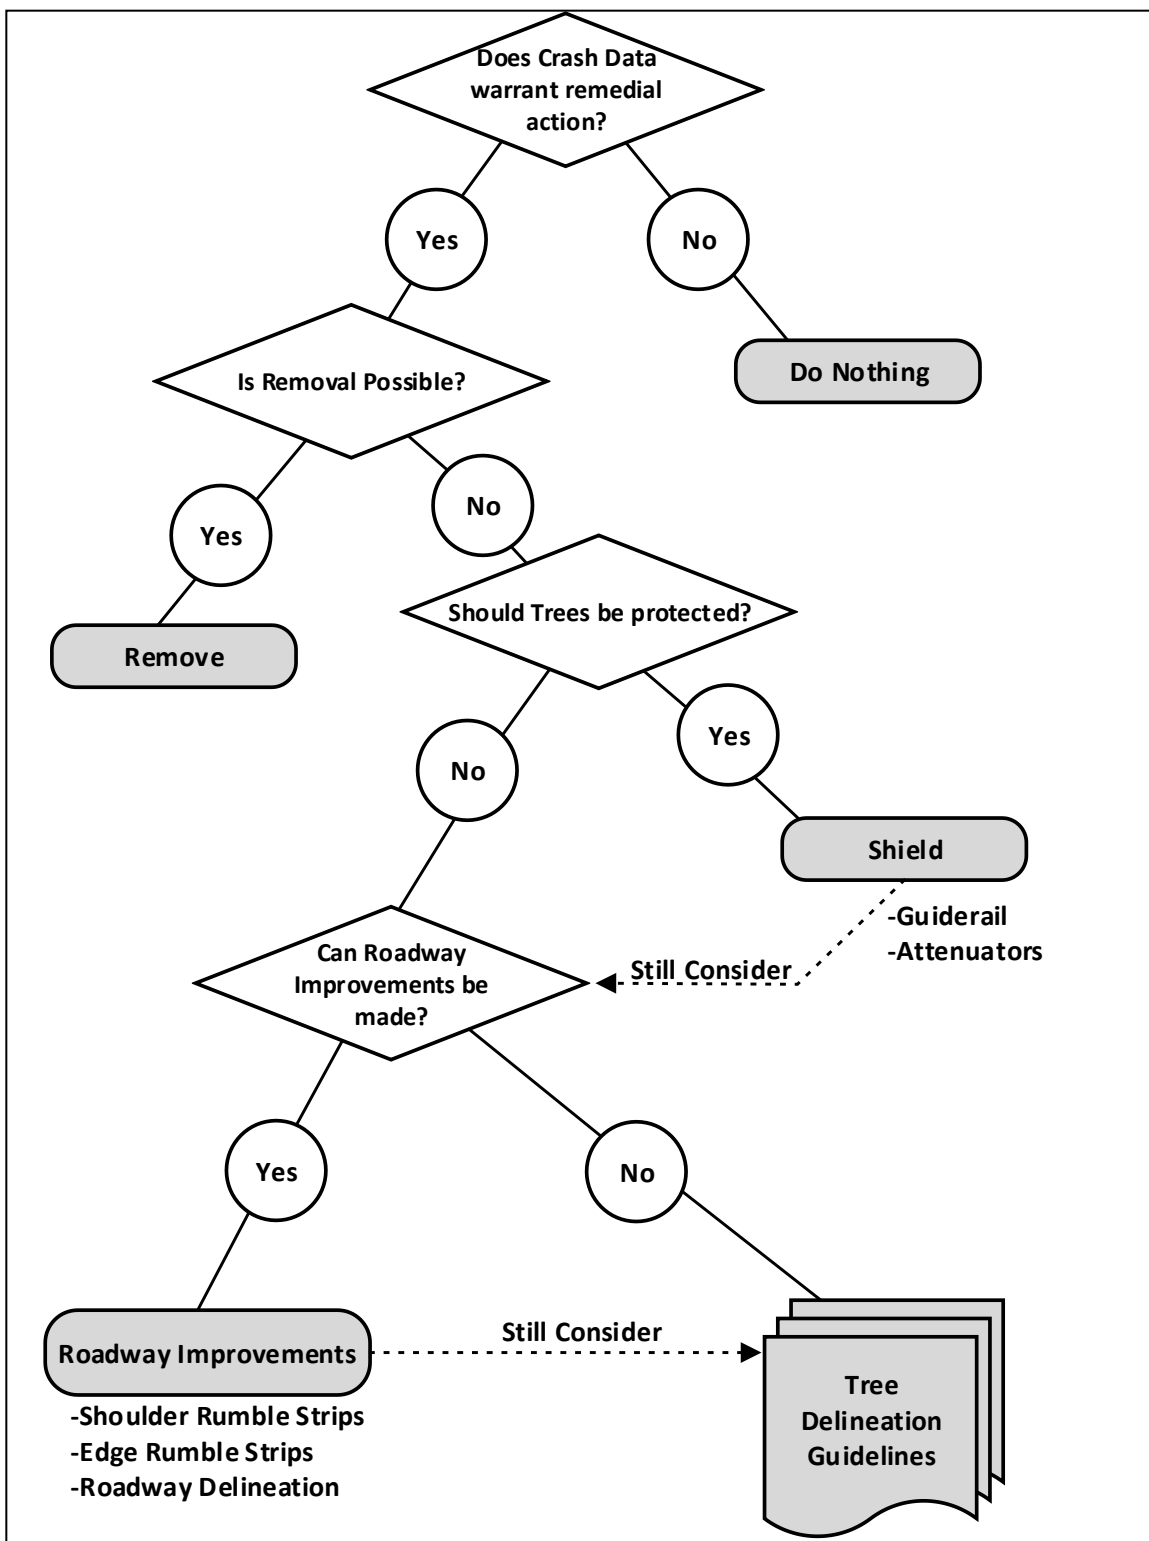 Does Crash Data
warrant remedial
action?
Yes
No
Is Removal Possible?
Do Nothing
Yes
No
Should Trees be protected?
Remove
No
Yes
Shield
-Guiderail
-Attenuators
Can Roadway
Improvements be
made?
Still Consider
Yes
No
Roadway Improvements
Still Consider
-Shoulder Rumble Strips
-Edge Rumble Strips
-Roadway Delineation
Tree
Delineation
Guidelines